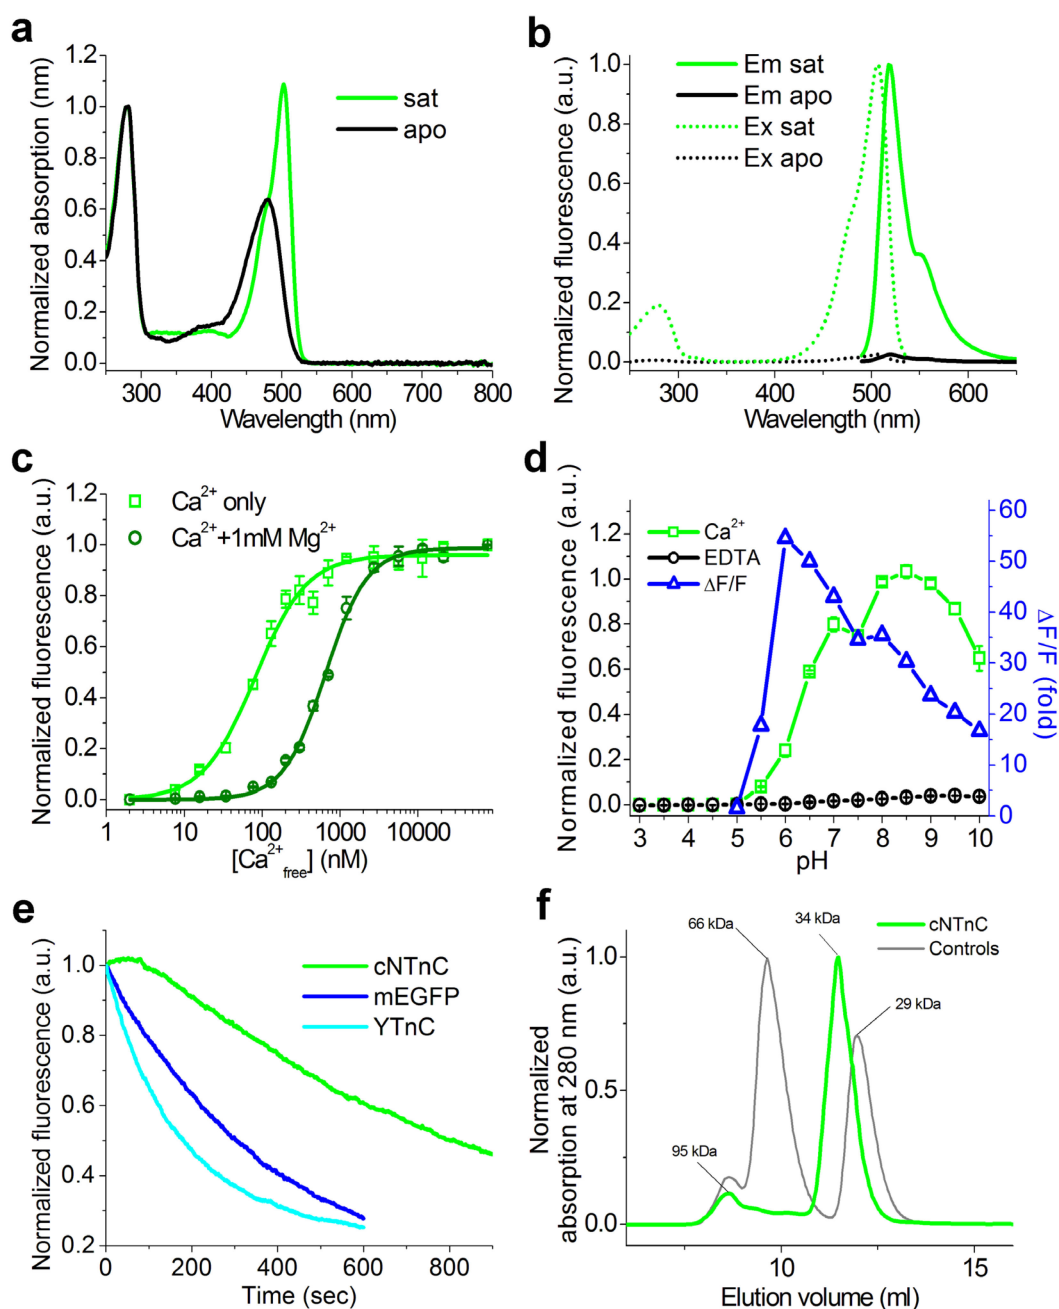 a
1.2
1.0
0.8
0.6
0.4
0.2
0.0
Normalized absorption (nm)
sat
apo
300 400 500 600 700 800
Wavelength (nm)
b
1.0
0.8
0.6
0.4
0.2
0.0
Normalized fluorescence (a.u.)
Em sat
Em apo
Ex sat
Ex apo
300 400 500 600
Wavelength (nm)
c
1.2
1.0
0.8
0.6
0.4
0.2
0.0
Normalized fluorescence (a.u.)
Ca2+ only
Ca2++1mM Mg2+
1 10 100 1000 10000
[Ca2+free] (nM)
d
1.2
1.0
0.8
0.6
0.4
0.2
0.0
Normalized fluorescence (a.u.)
Ca2+
EDTA
ΔF/F
60
50
40
30
20
10
0
ΔF/F (fold)
3 4 5 6 7 8 9 10
pH
e
1.0
0.8
0.6
0.4
0.2
Normalized fluorescence (a.u.)
cNTnC
mEGFP
YTnC
0 200 400 600 800
Time (sec)
f
1.0
0.5
0.0
Normalized
absorption at 280 nm (a.u.)
66 kDa
34 kDa
cNTnC
Controls
29 kDa
95 kDa
10 15
Elution volume (ml)